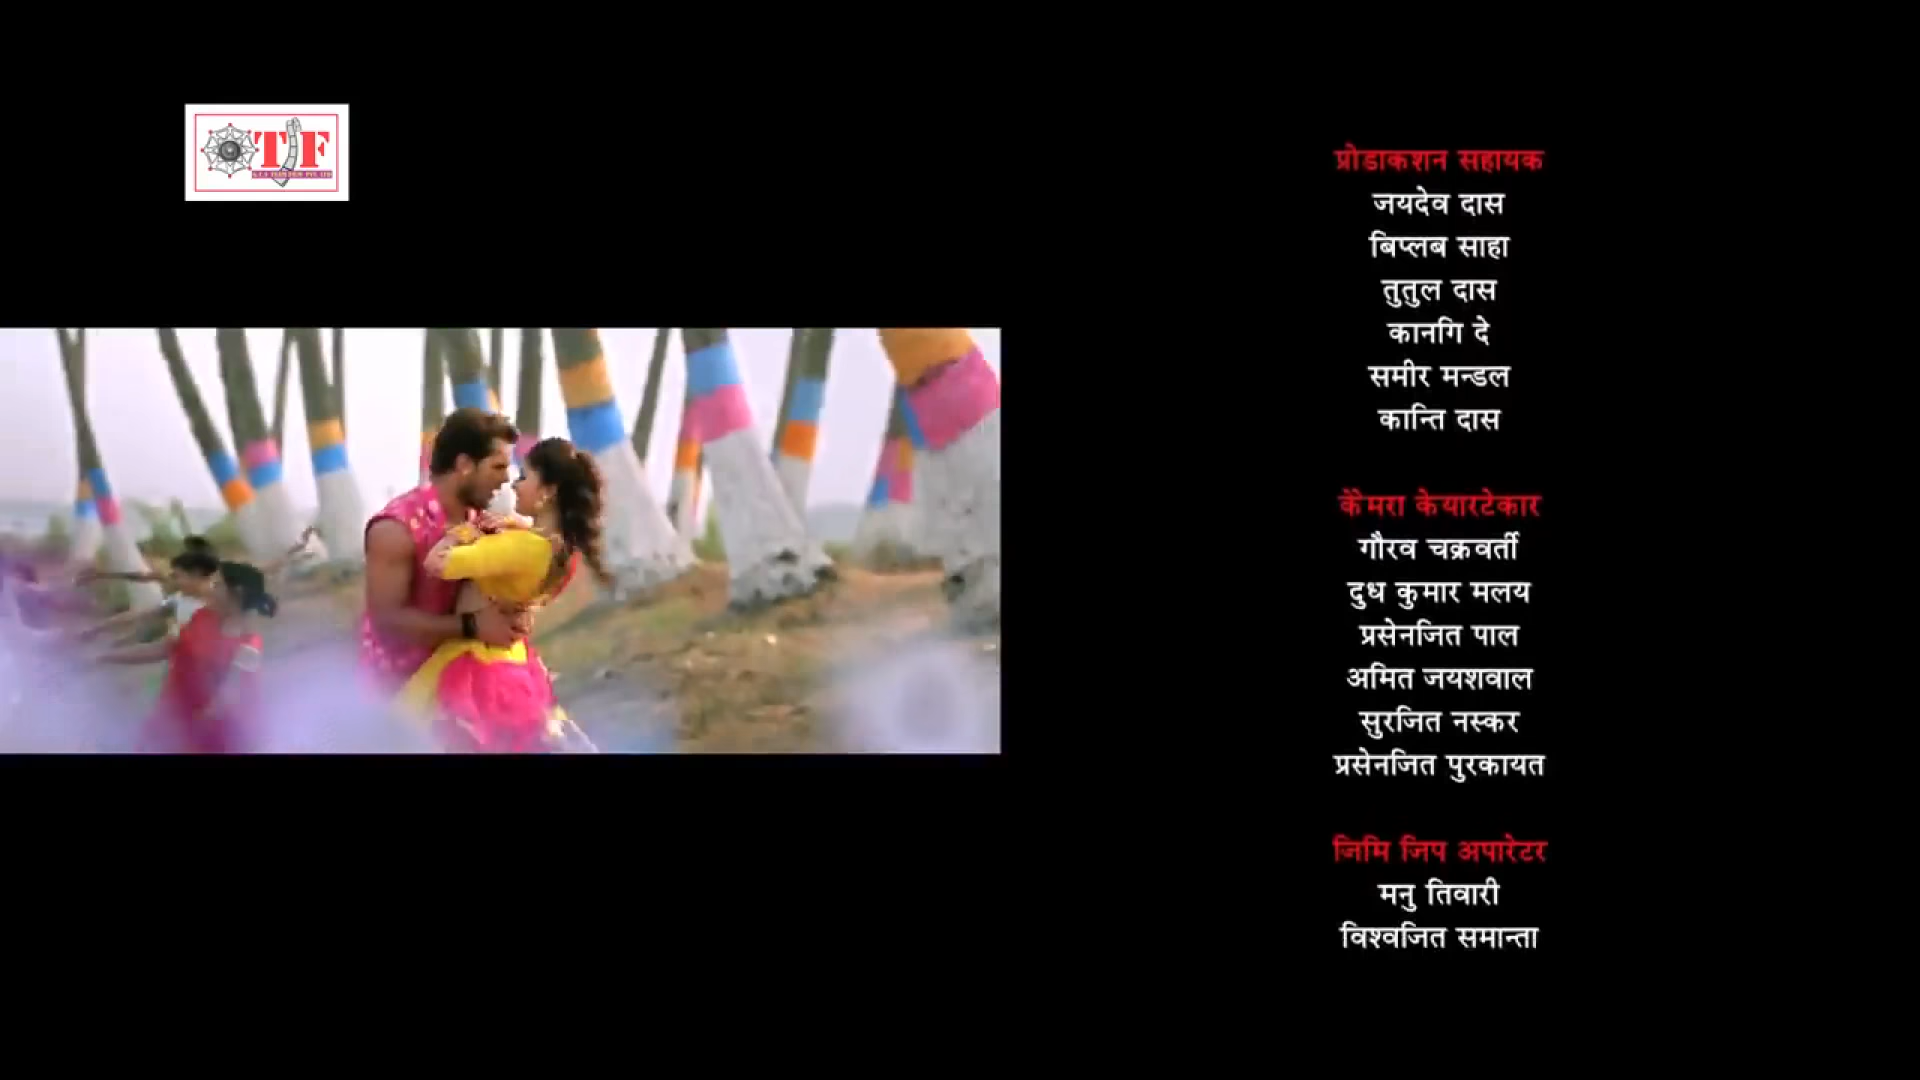 TIF
प्रोडाकशन सहायक
जयदेव दास
बिप्लब साहा
तुतुल दास
कानगि दे
समीर मन्डल
कान्ति दास
केेमरा केयारटेकार
गौरव चक्रवर्ती
दुध कुमार मलय
प्रसेनजित पाल
अमित जयशवाल
सुरजित नस्कर
प्रसेनजित पुरकायत
जिमि जिप अपारेटर
मनु तिवारी
विश्वजित समान्ता